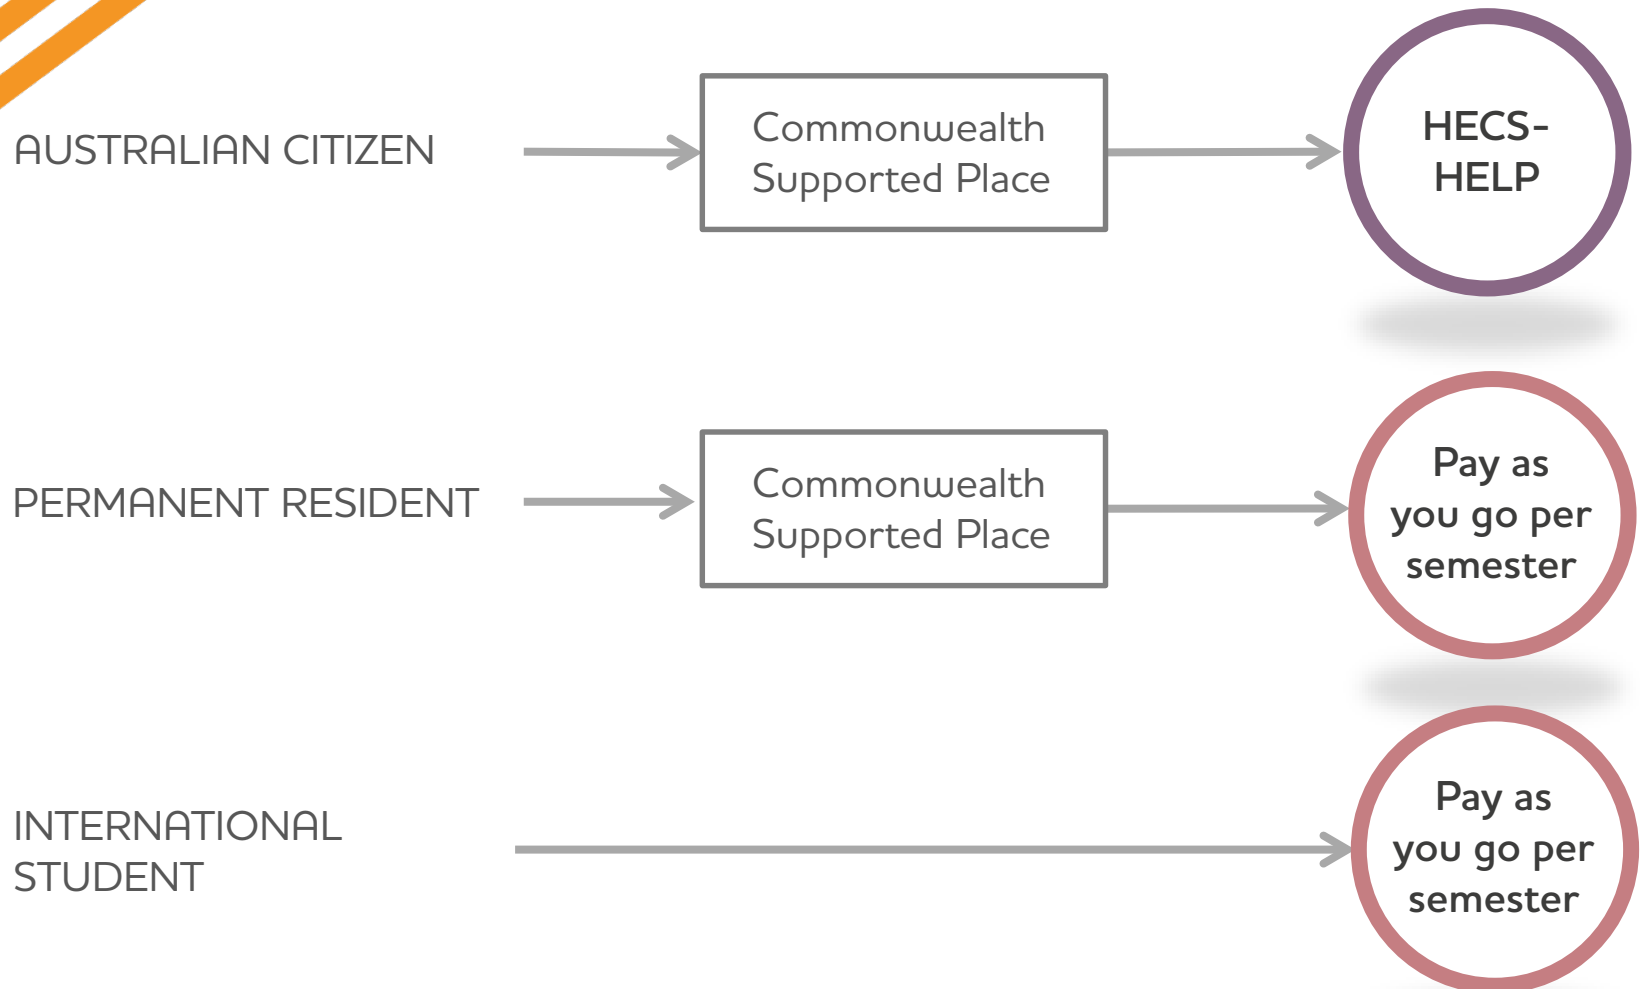 AUSTRALIAN CITIZEN
Commonwealth
Supported Place
HECS-
HELP
PERMANENT RESIDENT
Commonwealth
Supported Place
Pay as
you go per
semester
INTERNATIONAL
STUDENT
Pay as
you go per
semester